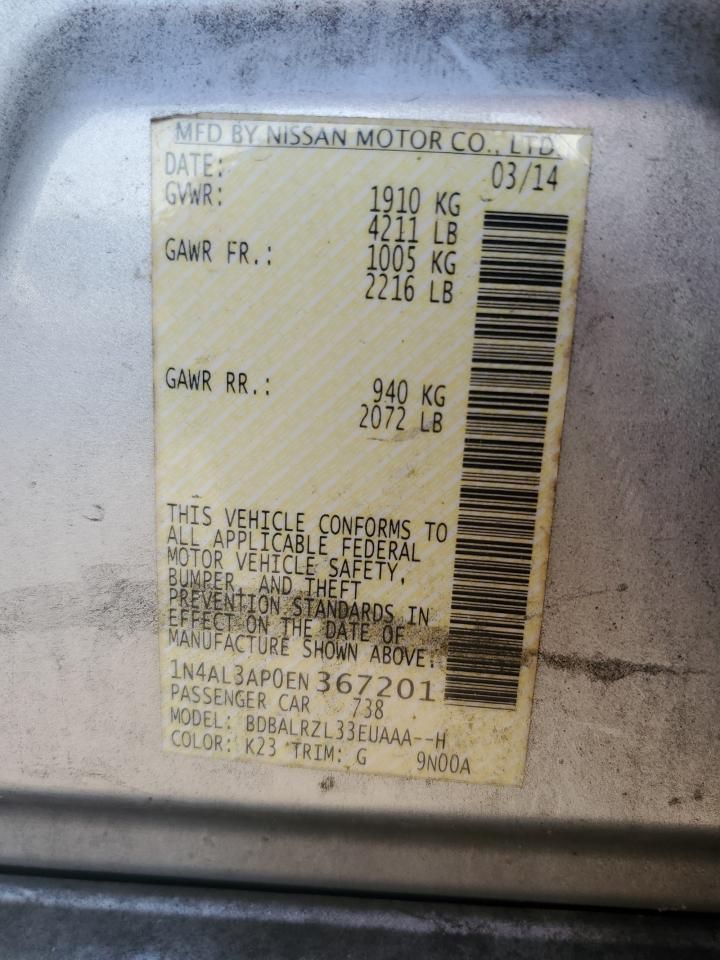 MFD BY NISSAN MOTOR CO., LTD.
DATE: 03/14
GVWR: 1910 KG
4211 LB
GAWR FR.: 1005 KG
2216 LB
GAWR RR.: 940 KG
2072 LB
THIS VEHICLE CONFORMS TO
ALL APPLICABLE FEDERAL
MOTOR VEHICLE SAFETY,
BUMPER, AND THEFT
PREVENTION STANDARDS IN
EFFECT ON THE DATE OF
MANUFACTURE SHOWN ABOVE.
1N4AL3AP0EN 367201
PASSENGER CAR 738
MODEL: BDBALRZL33EUAAA--H
COLOR: K23 TRIM: G 9N00A